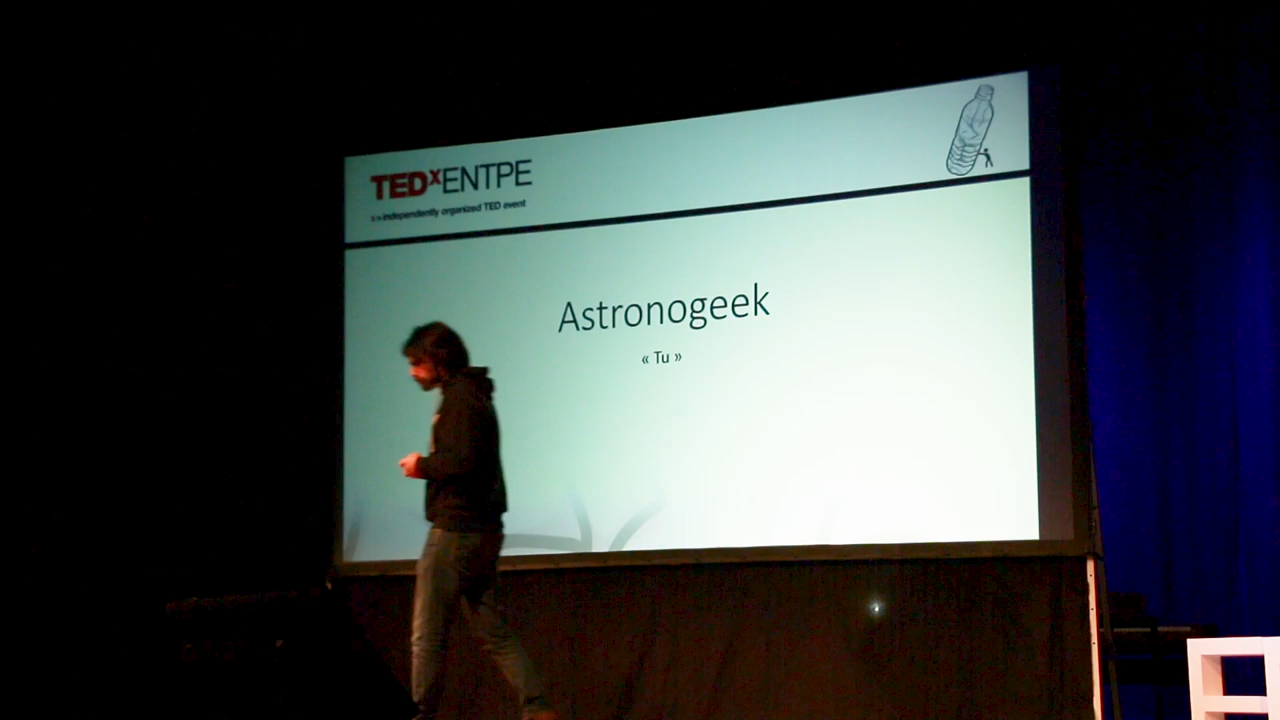 TEDxENTPE
x = independently organized TED event
Astronogeek
« Tu »